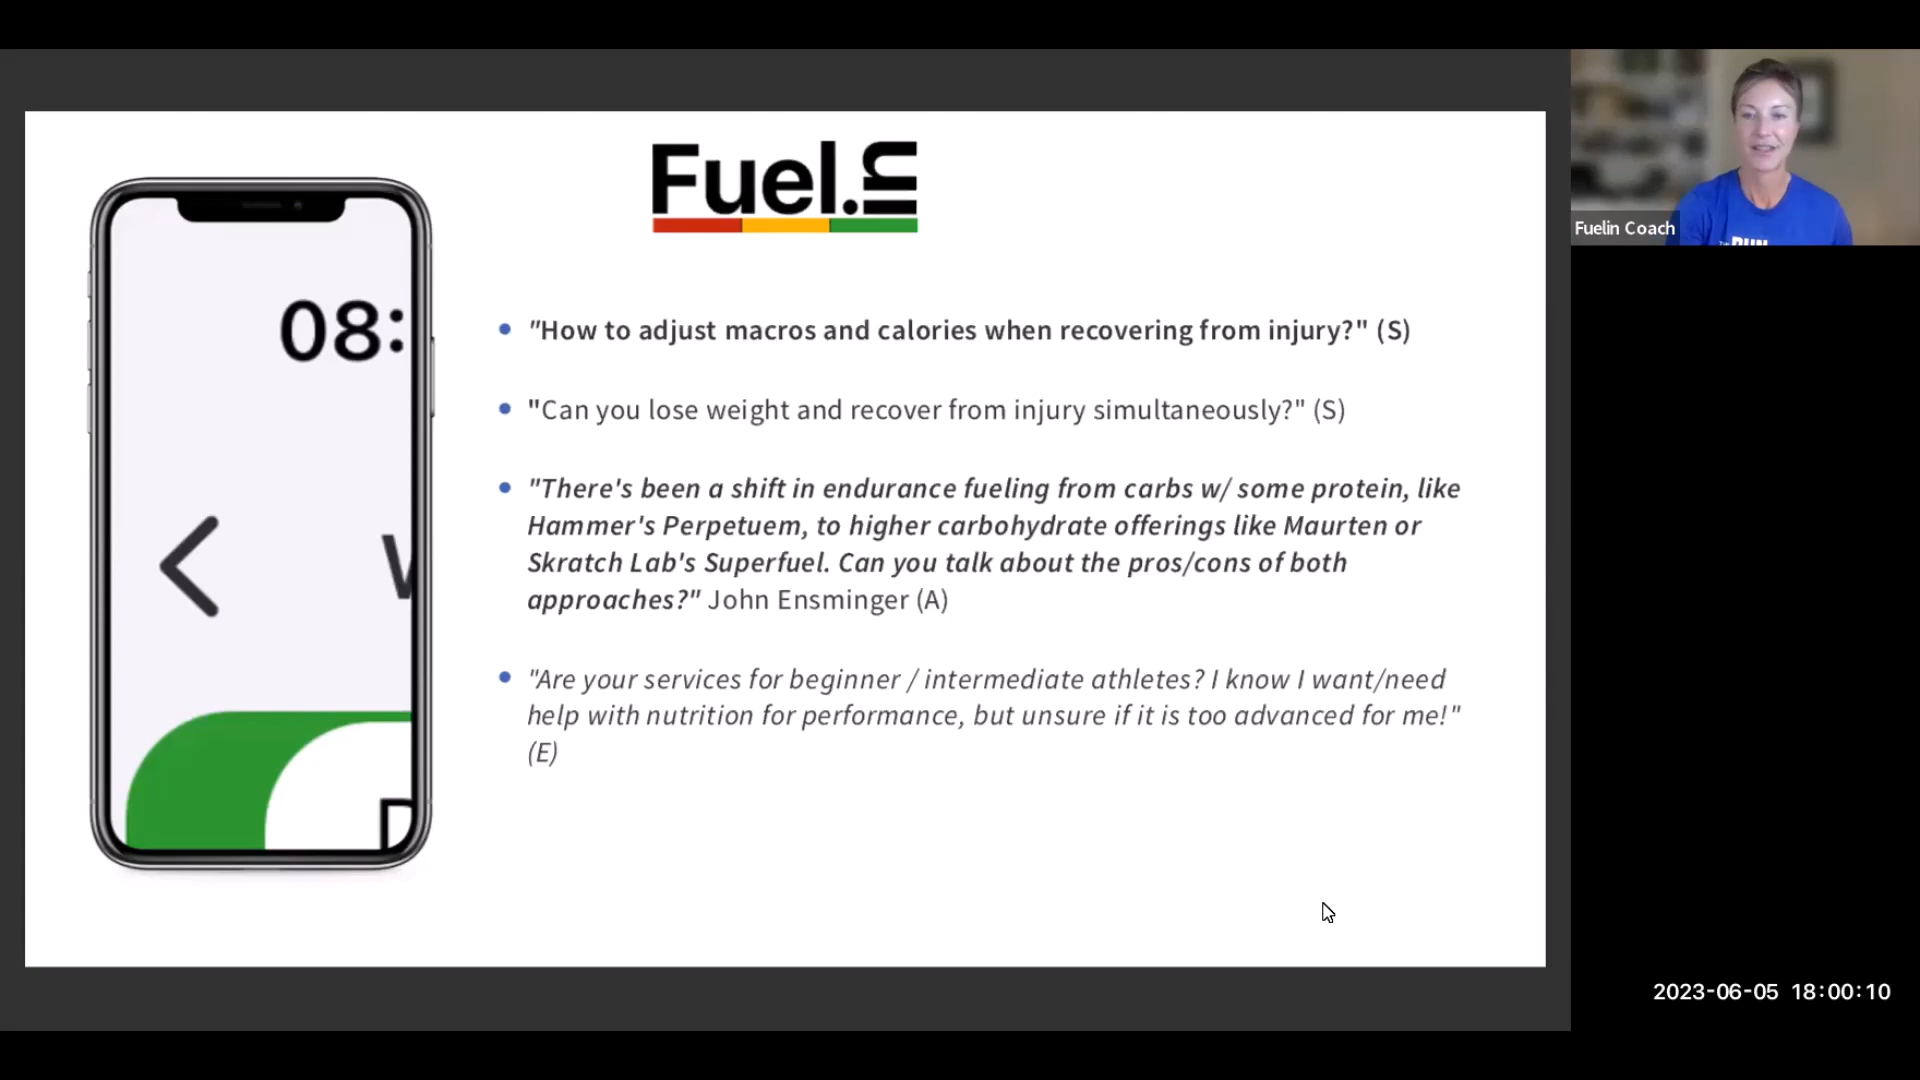 Fuel.in
08:
W
D
"How to adjust macros and calories when recovering from injury?" (S)
"Can you lose weight and recover from injury simultaneously?" (S)
"There's been a shift in endurance fueling from carbs w/ some protein, like
Hammer's Perpetuem, to higher carbohydrate offerings like Maurten or
Skratch Lab's Superfuel. Can you talk about the pros/cons of both
approaches?" John Ensminger (A)
"Are your services for beginner / intermediate athletes? I know I want/need
help with nutrition for performance, but unsure if it is too advanced for me!"
(E)
Fuelin Coach
RUN
2023-06-05 18:00:10